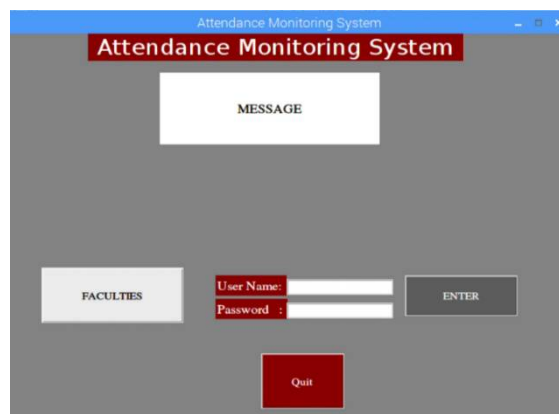 Attendance Monitoring System
Attendance Monitoring System
MESSAGE
FACULTIES
User Name:
Password :
ENTER
Quit